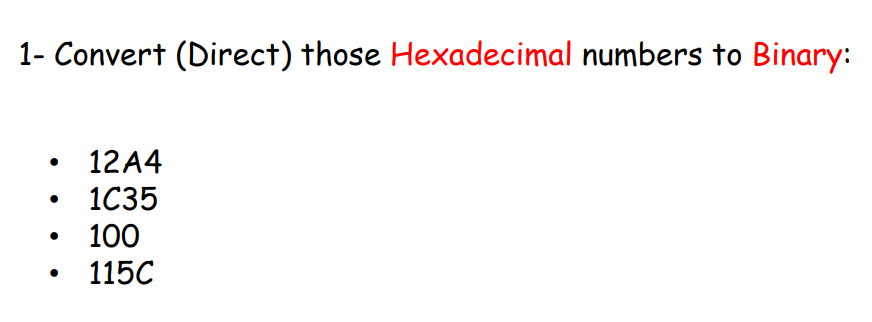 1- Convert (Direct) those Hexadecimal numbers to Binary:
• 12A4
• 1C35
• 100
• 115C